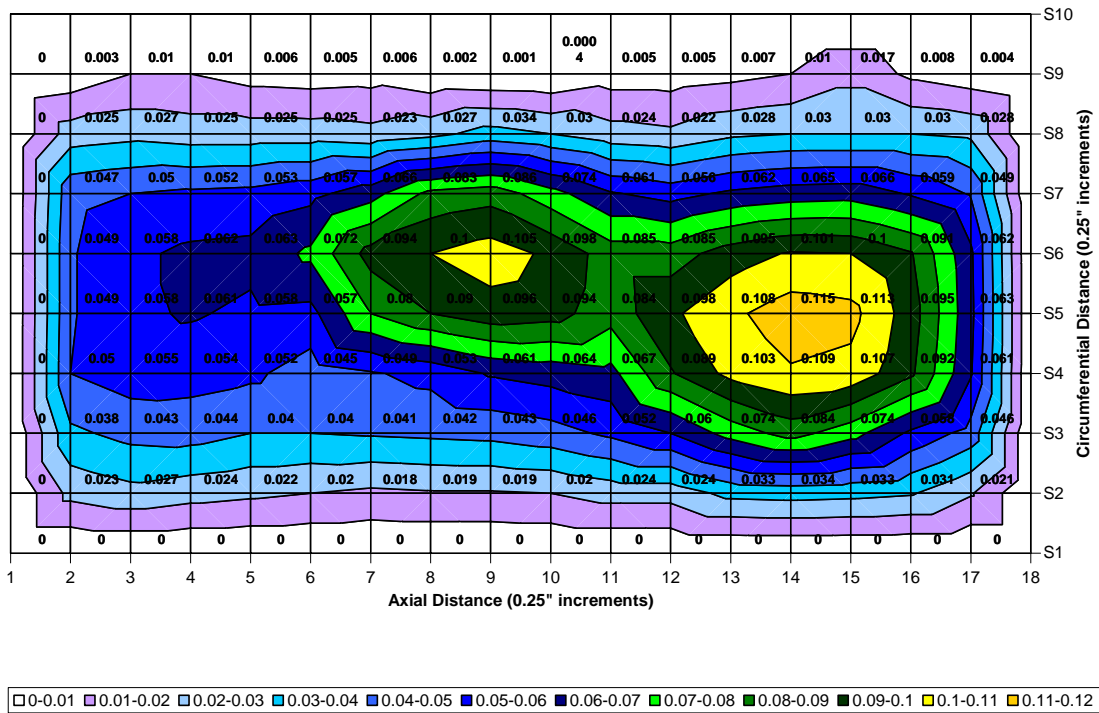 S10
0 0.003 0.01 0.01 0.006 0.005 0.006 0.002 0.001 0.000 0.005 0.005 0.007 0.01 0.017 0.008 0.004
4
S9
0 0.025 0.027 0.025 0.025 0.025 0.023 0.027 0.034 0.03 0.024 0.022 0.028 0.03 0.03 0.03 0.028
S8
0 0.047 0.05 0.052 0.053 0.057 0.083 0.074 0.061 0.056 0.062 0.065 0.066 0.059 0.049
S7
0 0.049 0.058 0.062 0.063 0.072 0.094 0.1 0.105 0.098 0.085 0.085 0.095 0.101 0.1 0.091 0.062
S6
0 0.049 0.058 0.061 0.058 0.057 0.08 0.09 0.096 0.094 0.084 0.098 0.108 0.115 0.113 0.095 0.063
S5
0 0.05 0.055 0.054 0.052 0.045 0.049 0.053 0.061 0.064 0.067 0.089 0.103 0.109 0.107 0.092 0.061
S4
0 0.038 0.043 0.044 0.04 0.04 0.041 0.042 0.043 0.046 0.052 0.06 0.074 0.084 0.074 0.046
S3
0 0.023 0.027 0.024 0.022 0.02 0.018 0.019 0.019 0.02 0.024 0.024 0.033 0.034 0.033 0.031 0.021
S2
0 0 0 0 0 0 0 0 0 0 0 0 0 0 0 0 0
S1
Circumferential Distance (0.25" increments)
1 2 3 4 5 6 7 8 9 10 11 12 13 14 15 16 17 18
Axial Distance (0.25" increments)
0-0.01 0.01-0.02 0.02-0.03 0.03-0.04 0.04-0.05 0.05-0.06 0.06-0.07 0.07-0.08 0.08-0.09 0.09-0.1 0.1-0.11 0.11-0.12